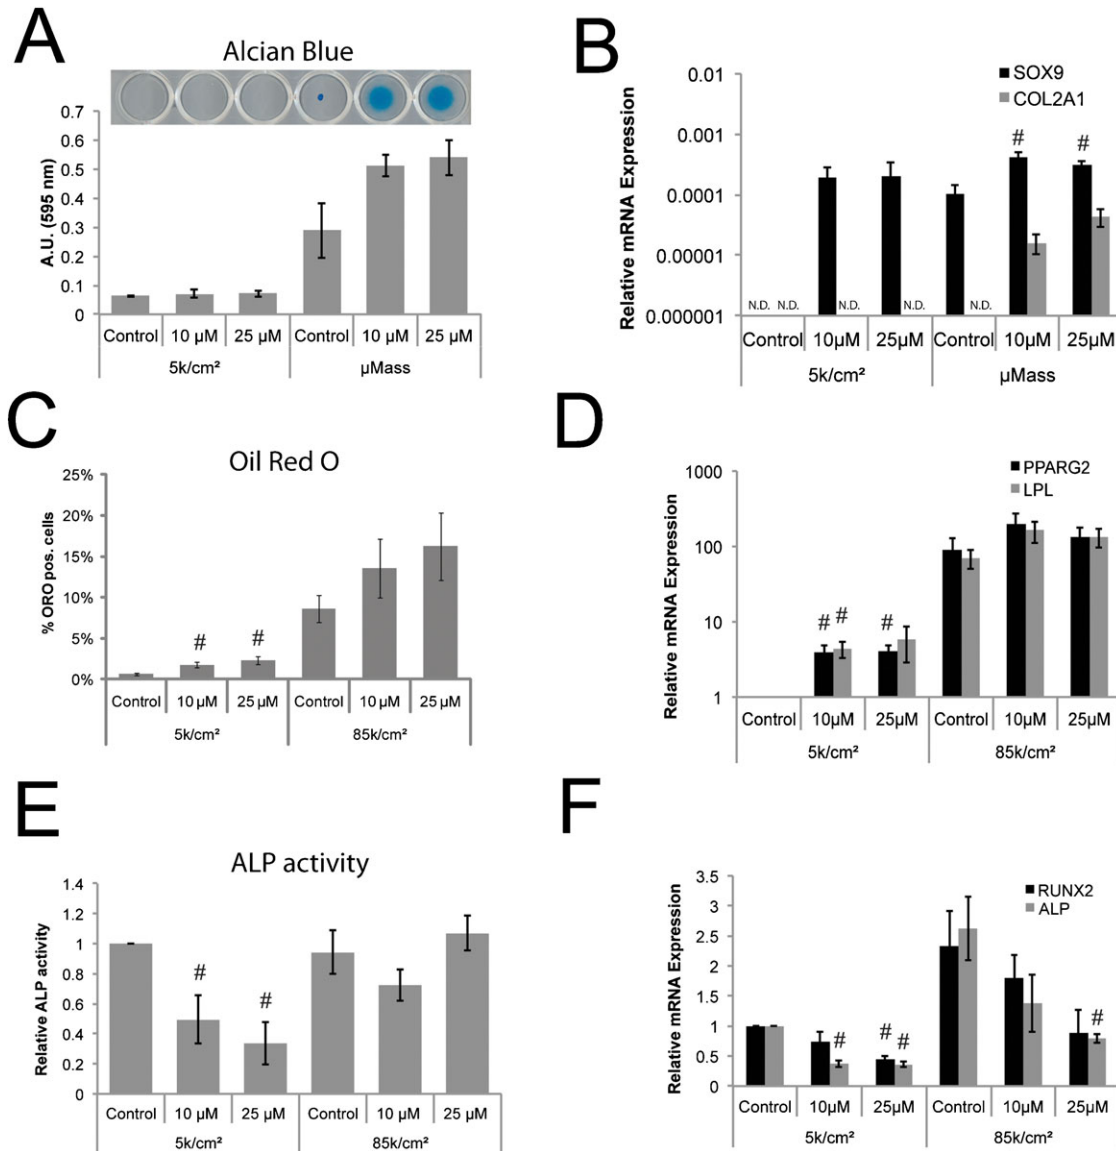 A
Alcian Blue
0.7
0.6
0.5
0.4
0.3
0.2
0.1
0
A.U. (595 nm)
Control 10 µM 25 µM Control 10 µM 25 µM
5k/cm² µMass
B
SOX9
COL2A1
0.01
0.001
0.0001
0.00001
0.000001
Relative mRNA Expression
# #
N.D. N.D. N.D. N.D. N.D.
Control 10µM 25µM Control 10µM 25µM
5k/cm² µMass
C
Oil Red O
25%
20%
15%
10%
5%
0%
% ORO pos. cells
# #
Control 10 µM 25 µM Control 10 µM 25 µM
5k/cm² 85k/cm²
D
PPARG2
LPL
1000
100
10
1
Relative mRNA Expression
# # #
Control 10µM 25µM Control 10µM 25µM
5k/cm² 85k/cm²
E
ALP activity
1.4
1.2
1
0.8
0.6
0.4
0.2
0
Relative ALP activity
# #
Control 10 µM 25 µM Control 10 µM 25 µM
5k/cm² 85k/cm²
F
RUNX2
ALP
3.5
3
2.5
2
1.5
1
0.5
0
Relative mRNA Expression
# # # #
Control 10µM 25µM Control 10µM 25µM
5k/cm² 85k/cm²